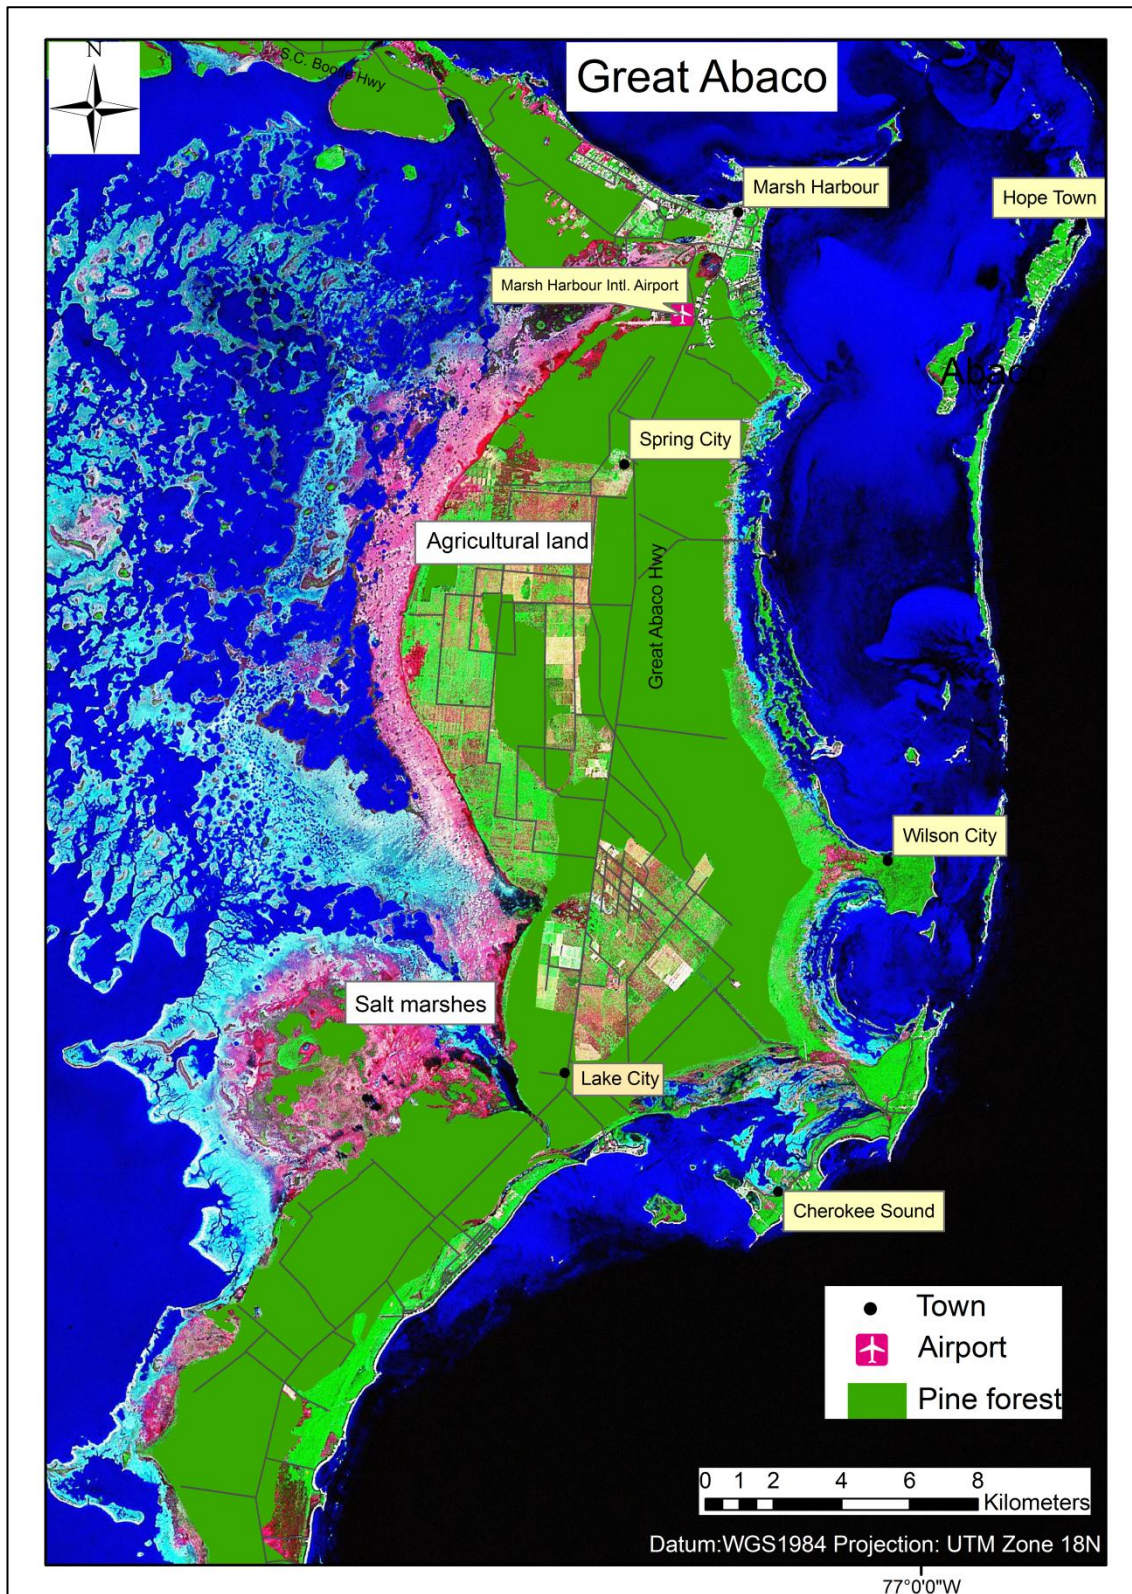 N
S.C. Bootle Hwy
Great Abaco
Marsh Harbour
Hope Town
Marsh Harbour Intl. Airport
Abaco
Spring City
Agricultural land
Great Abaco Hwy
Wilson City
Salt marshes
Lake City
Cherokee Sound
Town
Airport
Pine forest
0 1 2 4 6 8
Kilometers
Datum:WGS1984 Projection: UTM Zone 18N
77°0'0"W